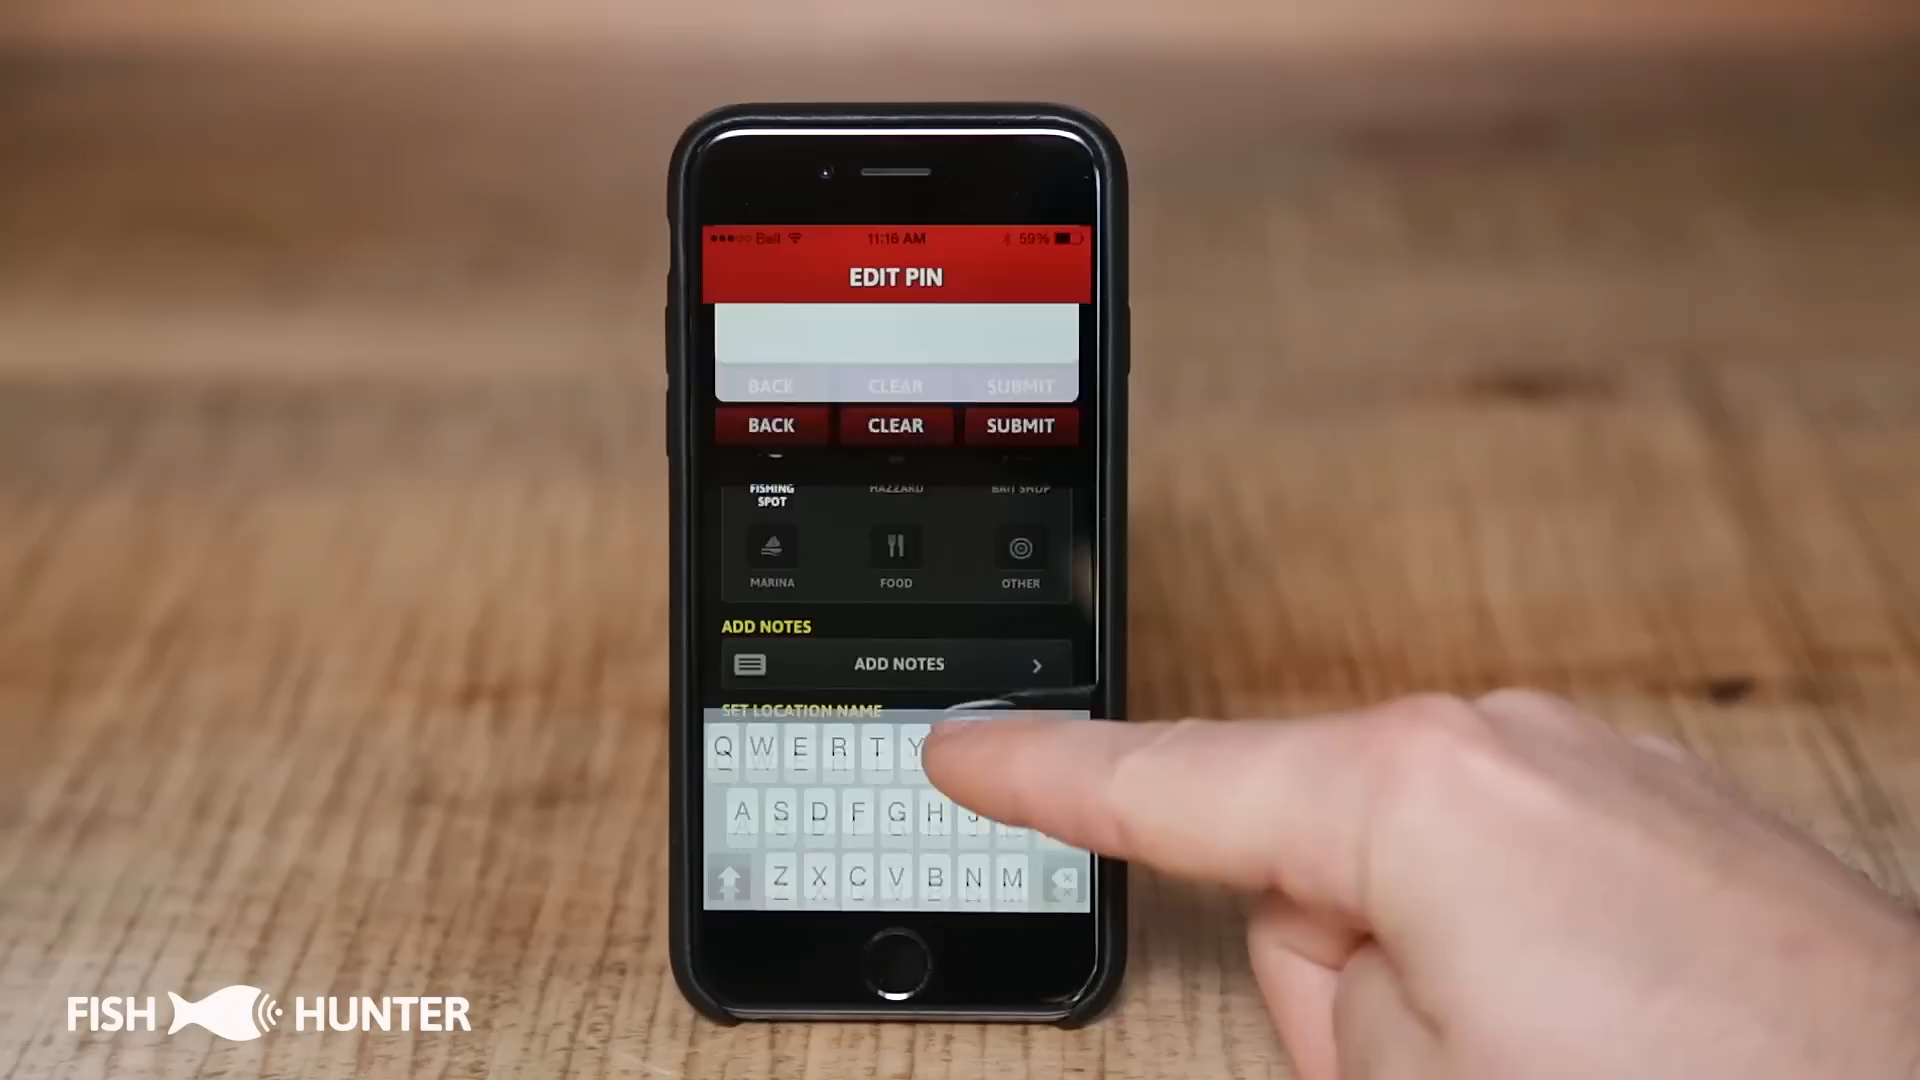 Bell 11:16 AM 59%
EDIT PIN
BACK CLEAR SUBMIT
BACK CLEAR SUBMIT
FISHING SPOT HAZZARD BAIT SHOP
MARINA FOOD OTHER
ADD NOTES
ADD NOTES
SET LOCATION NAME
Q W E R T Y
A S D F G H J
Z X C V B N M
FISH HUNTER